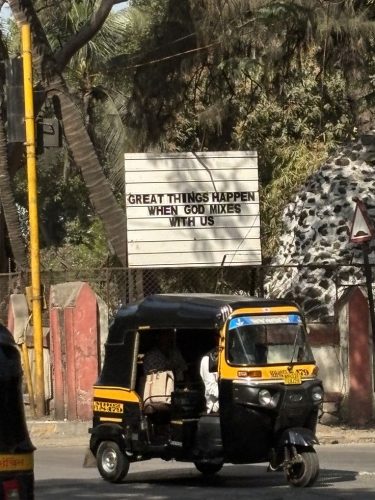 GREAT THINGS HAPPEN
WHEN GOD MIXES
WITH US